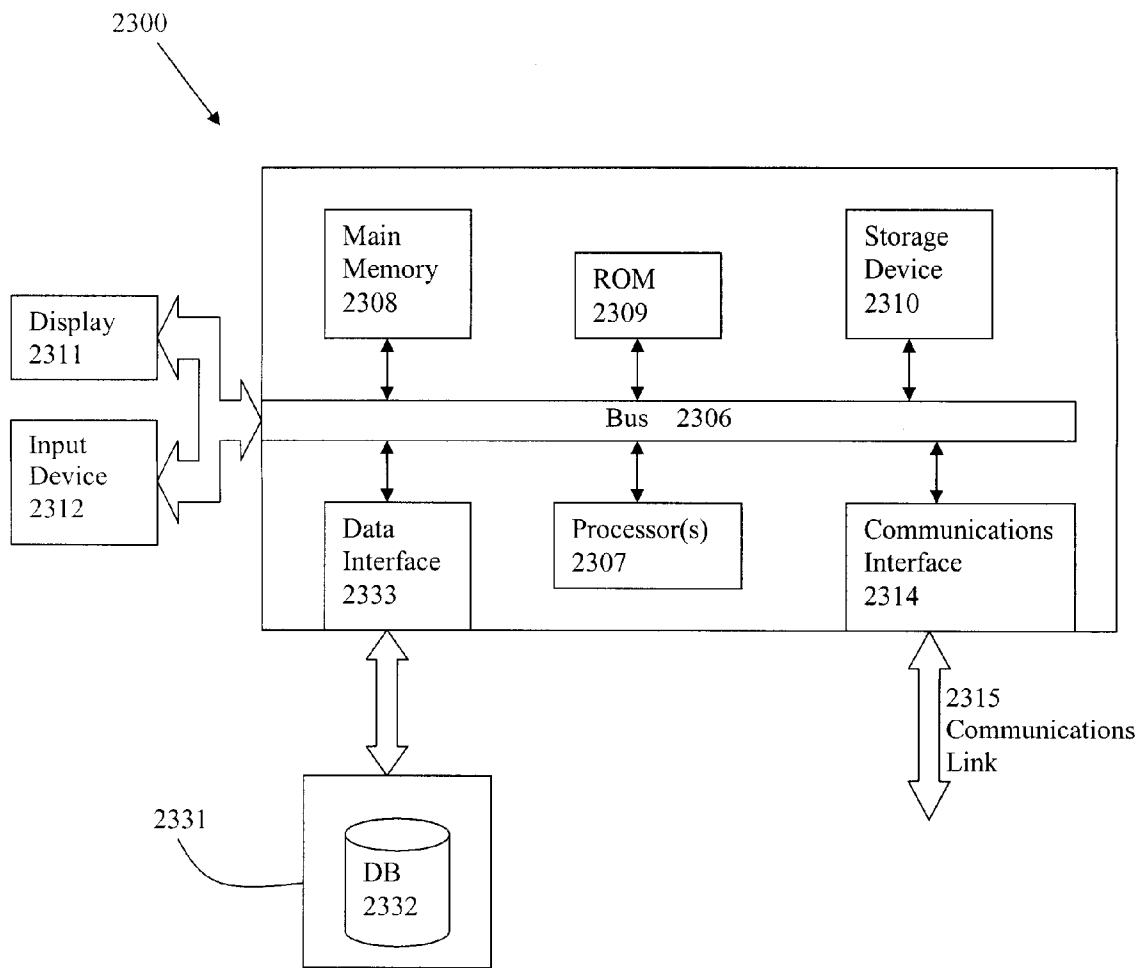 2300
Main
Memory
2308
ROM
2309
Storage
Device
2310
Display
2311
Bus 2306
Input
Device
2312
Data
Interface
2333
Processor(s)
2307
Communications
Interface
2314
2315
Communications
Link
2331
DB
2332